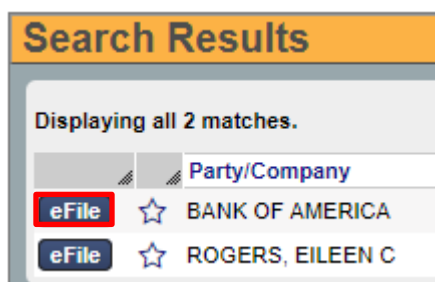 Search Results
Displaying all 2 matches.
Party/Company
eFile BANK OF AMERICA
eFile ROGERS, EILEEN C